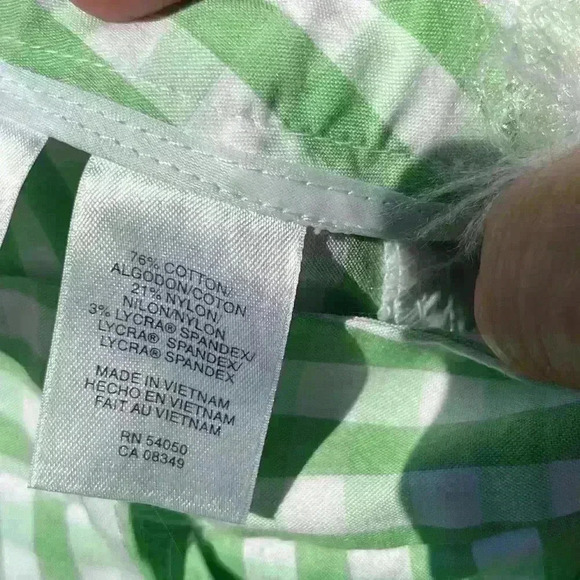 76% COTTON/
ALGODON/COTON
21% NYLON/
NILON/NYLON
3% LYCRA® SPANDEX/
LYCRA® SPANDEX/
LYCRA® SPANDEX
MADE IN VIETNAM
HECHO EN VIETNAM
FAIT AU VIETNAM
RN 54050
CA 08349